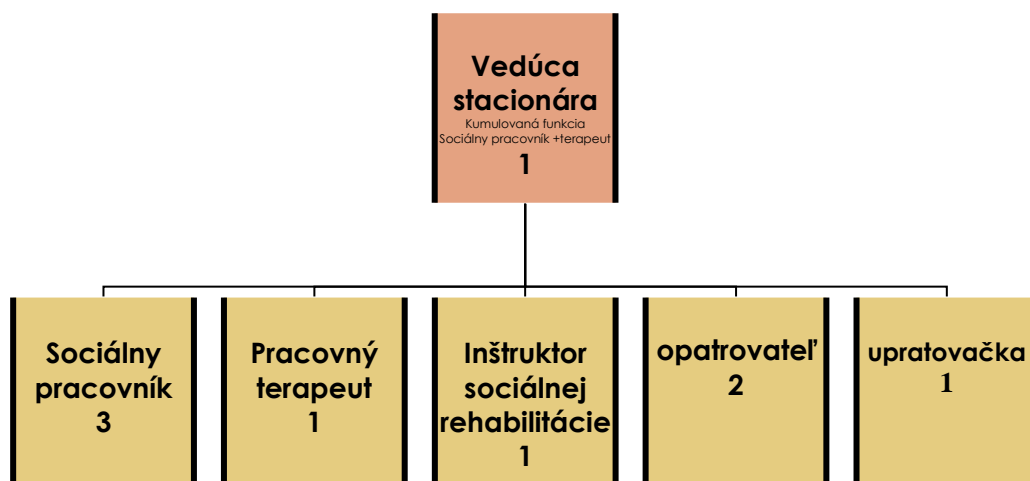 Vedúca
stacionára
Kumulovaná funkcia
Sociálny pracovník +terapeut
1
Sociálny
pracovník
3
Pracovný
terapeut
1
Inštruktor
sociálnej
rehabilitácie
1
opatrovateľ
2
upratovačka
1